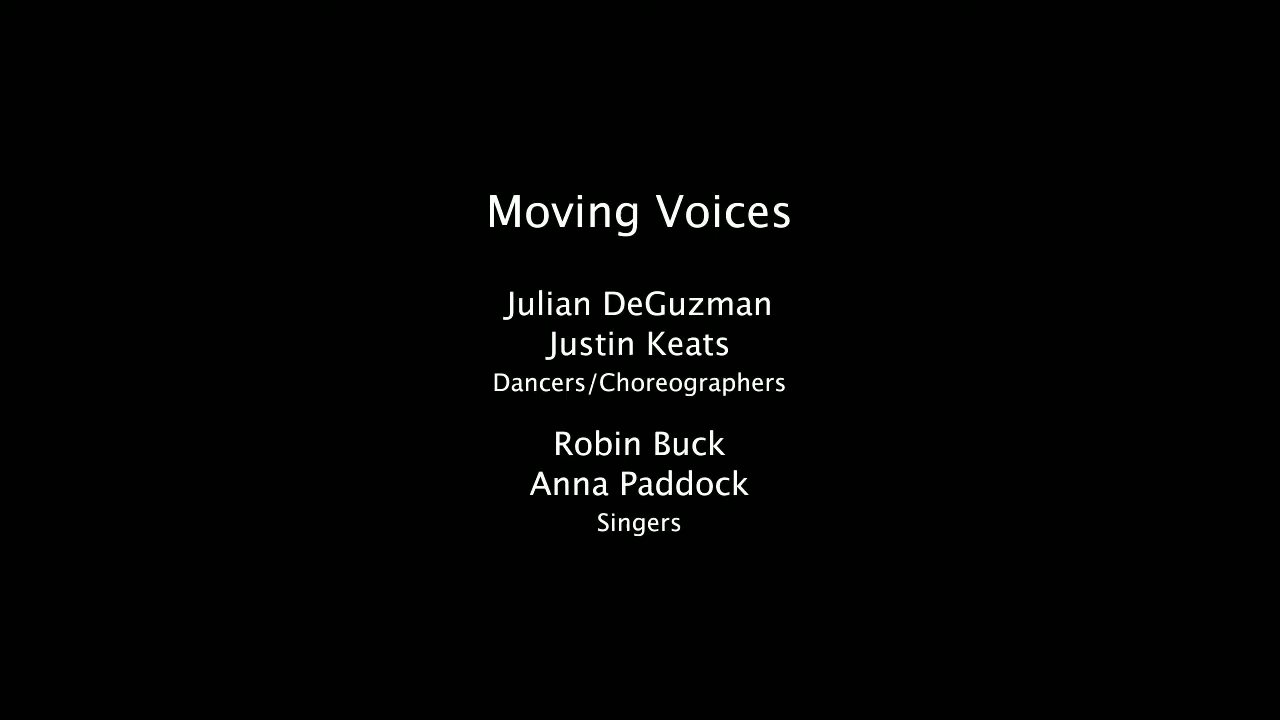 Moving Voices
Julian DeGuzman
Justin Keats
Dancers/Choreographers
Robin Buck
Anna Paddock
Singers